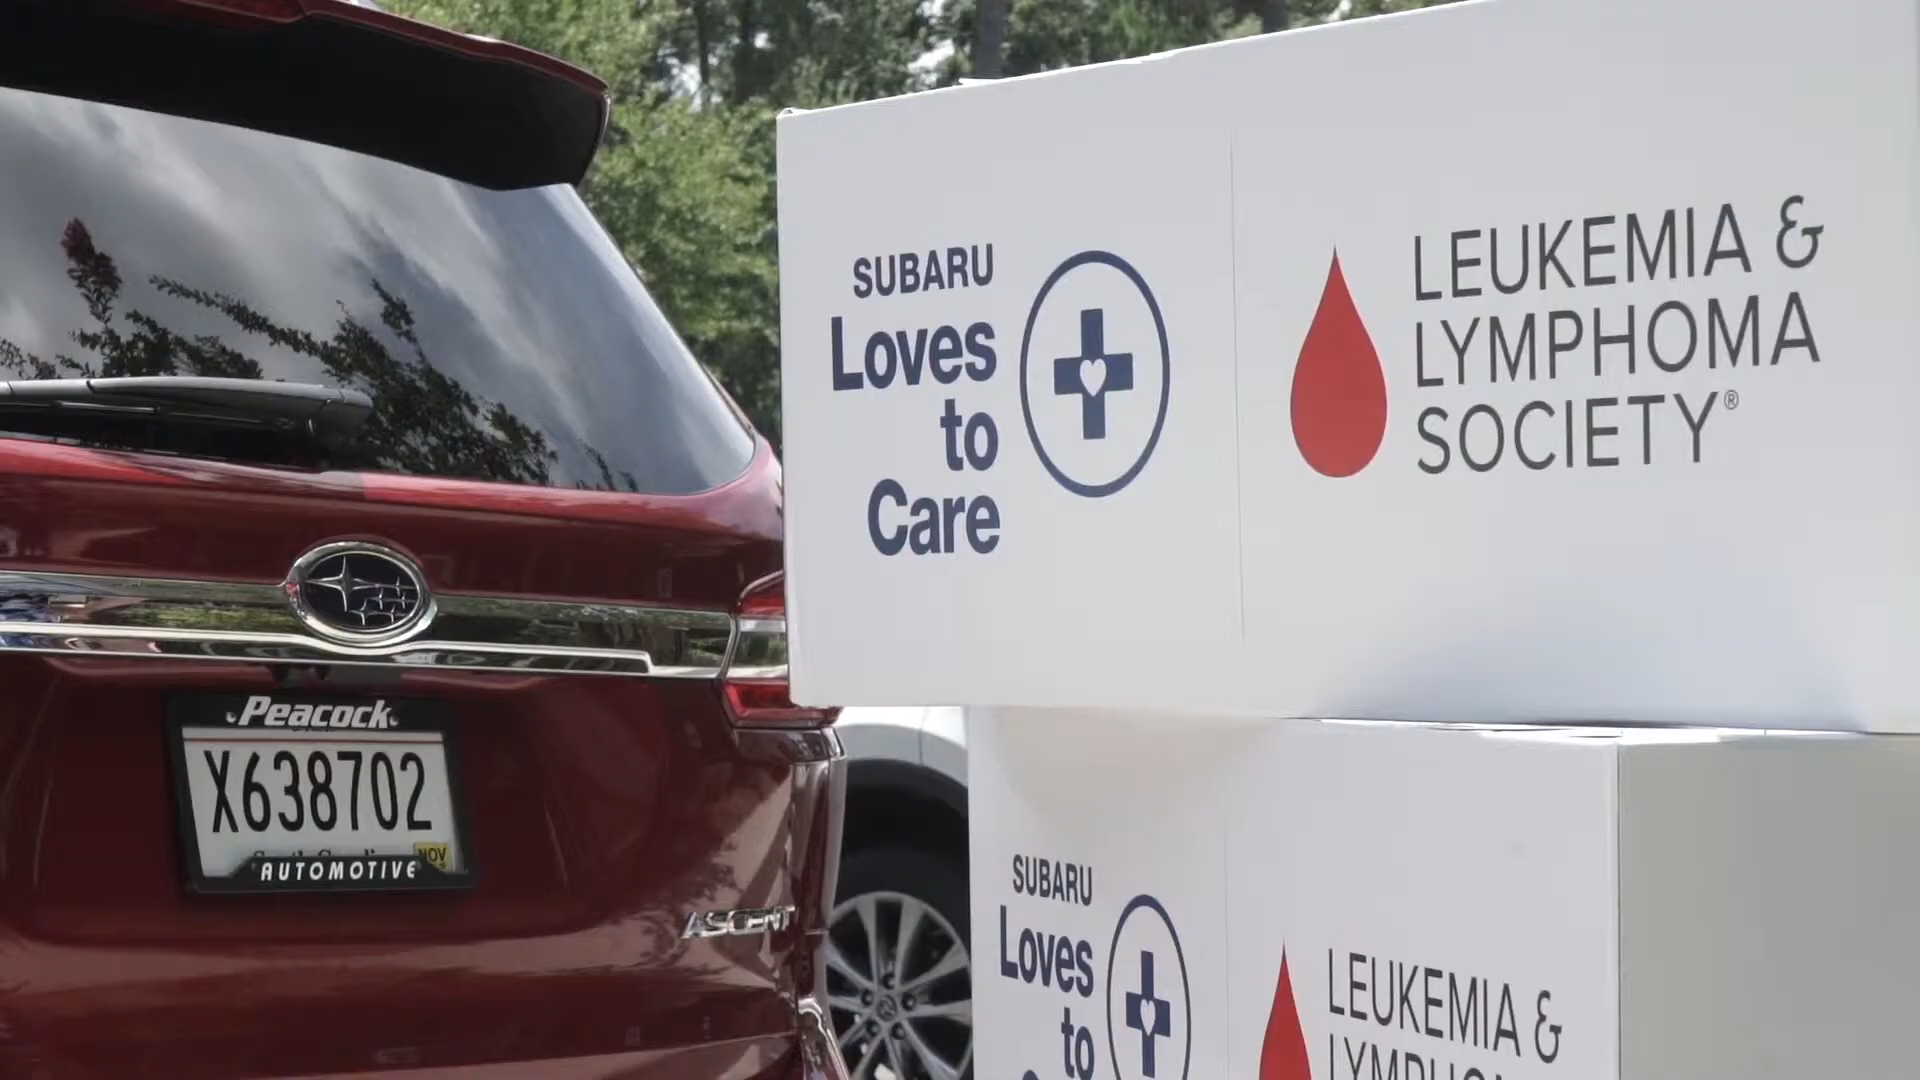 SUBARU
Loves
to
Care
LEUKEMIA &
LYMPHOMA
SOCIETY®
Peacock
X638702
NOV
AUTOMOTIVE
ASCENT
SUBARU
Loves
to
LEUKEMIA &